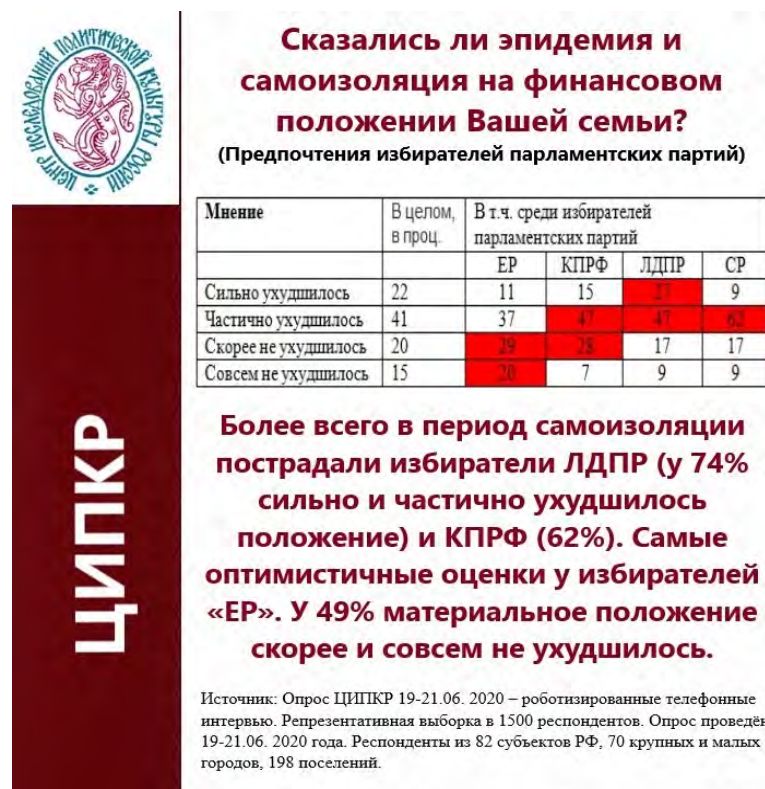 ЦЕНТР ИССЛЕДОВАНИЙ ПОЛИТИЧЕСКОЙ КУЛЬТУРЫ РОССИИ
ЦИПКР
Сказались ли эпидемия и
самоизоляция на финансовом
положении Вашей семьи?
(Предпочтения избирателей парламентских партий)
Мнение В целом, В т.ч. среди избирателей
в проц. парламентских партий
ЕР КПРФ ЛДПР СР
Сильно ухудшилось 22 11 15 27 9
Частично ухудшилось 41 37 47 47 62
Скорее не ухудшилось 20 29 28 17 17
Совсем не ухудшилось 15 20 7 9 9
Более всего в период самоизоляции
пострадали избиратели ЛДПР (у 74%
сильно и частично ухудшилось
положение) и КПРФ (62%). Самые
оптимистичные оценки у избирателей
«ЕР». У 49% материальное положение
скорее и совсем не ухудшилось.
Источник: Опрос ЦИПКР 19-21.06. 2020 – роботизированные телефонные
интервью. Репрезентативная выборка в 1500 респондентов. Опрос проведён
19-21.06. 2020 года. Респонденты из 82 субъектов РФ, 70 крупных и малых
городов, 198 поселений.